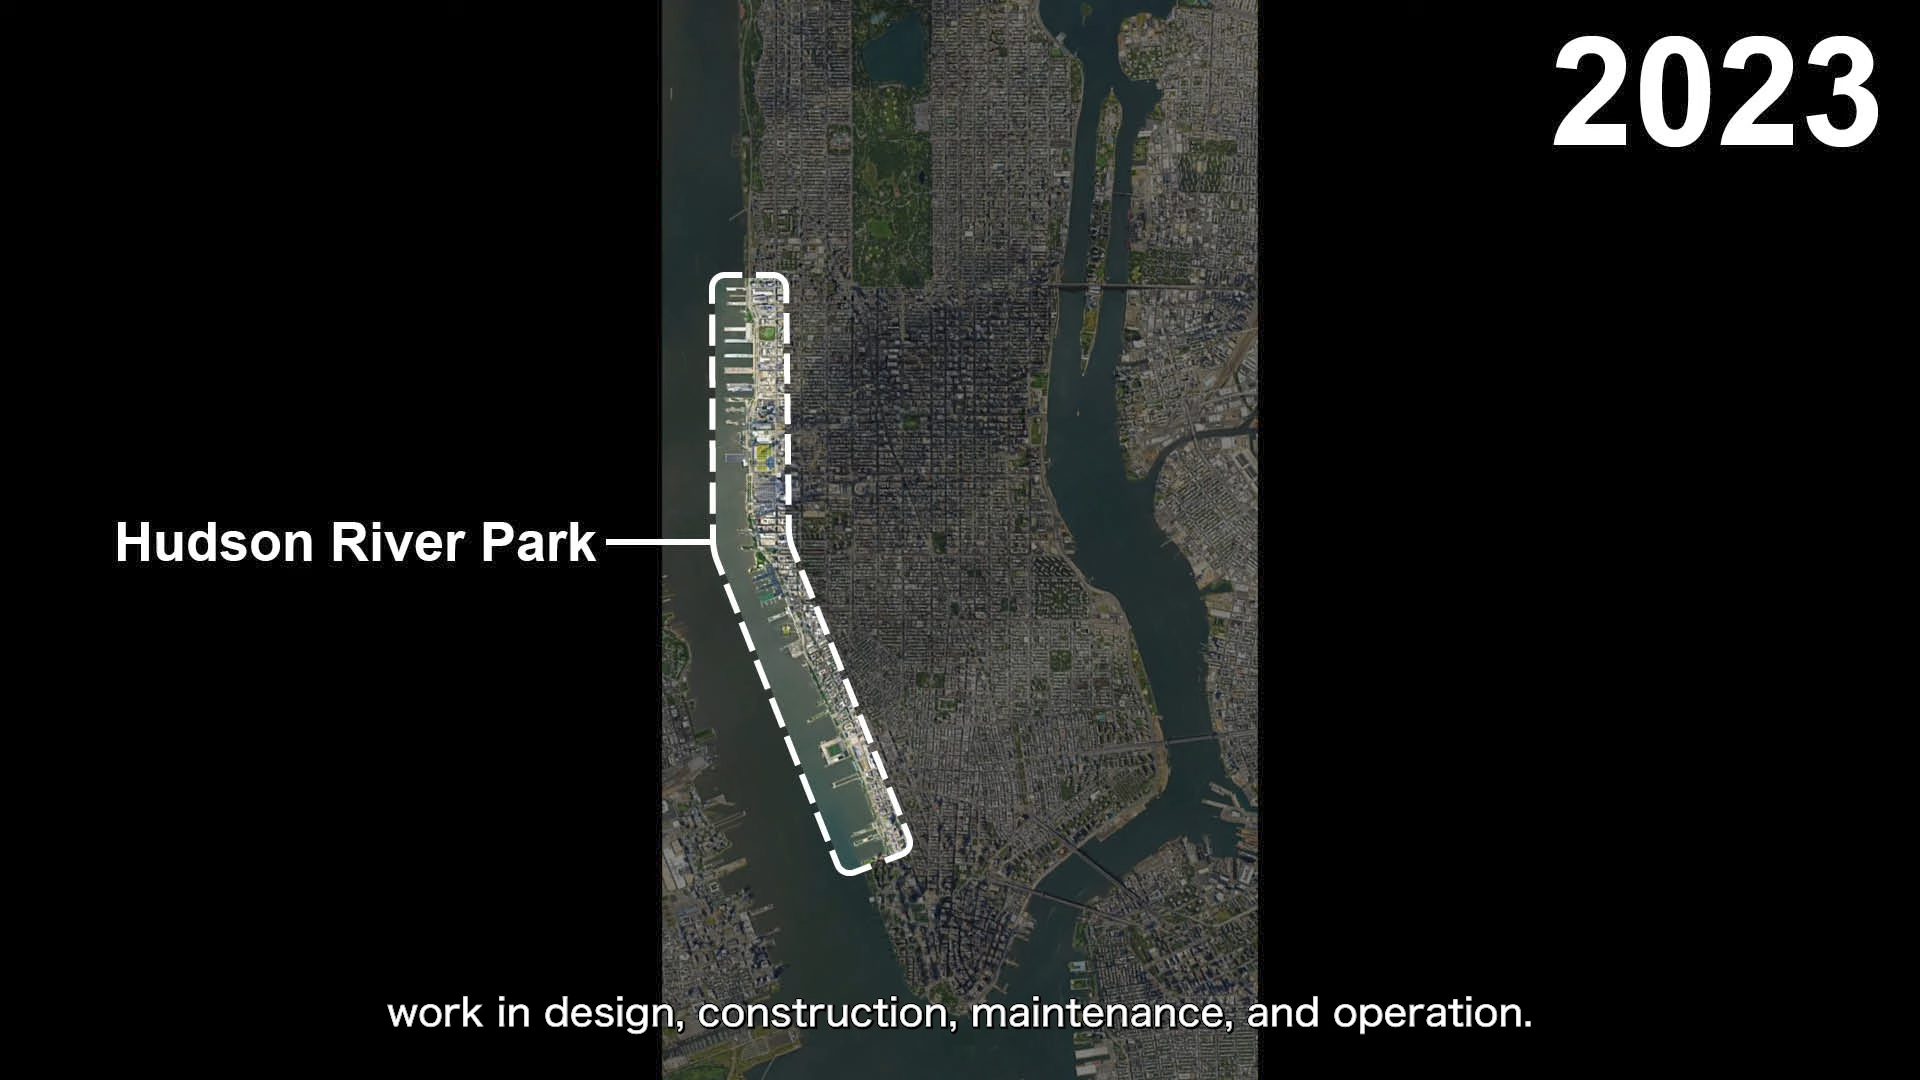 2023
Hudson River Park
work in design, construction, maintenance, and operation.